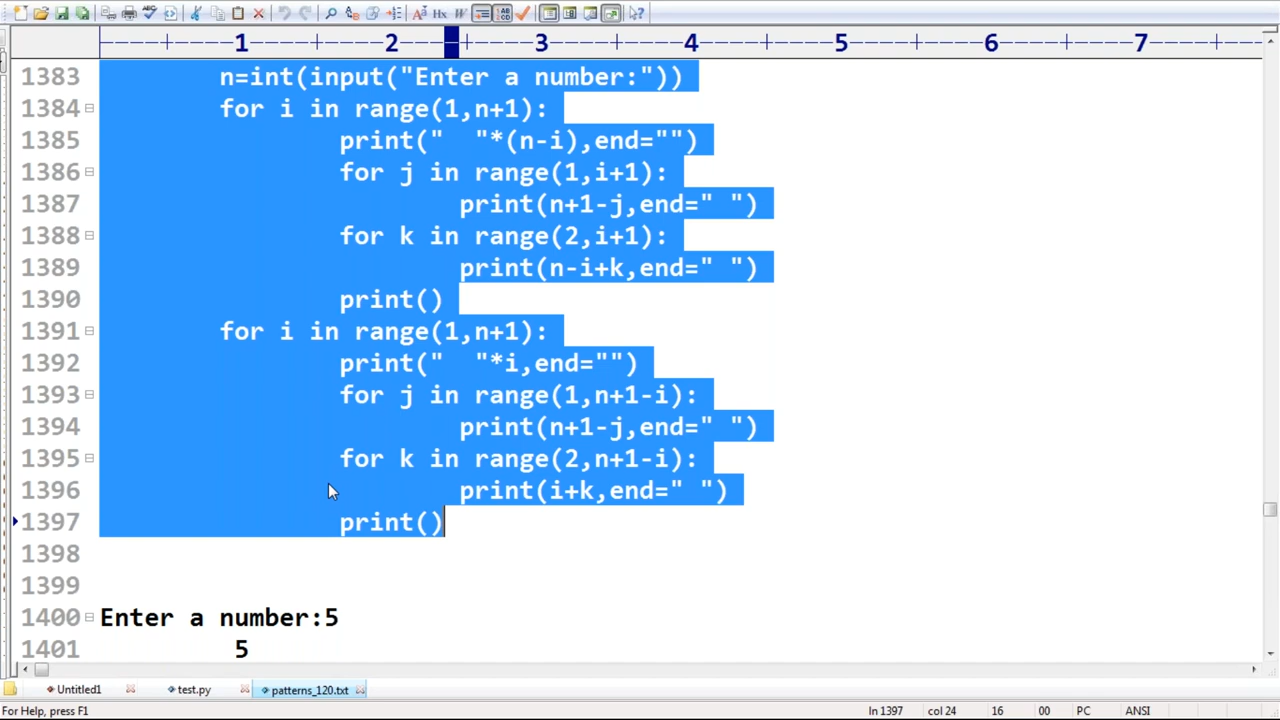 1 2 3 4 5 6 7
1383 n=int(input("Enter a number:"))
1384 for i in range(1,n+1):
1385 print("  "*(n-i),end="")
1386 for j in range(1,i+1):
1387 print(n+1-j,end=" ")
1388 for k in range(2,i+1):
1389 print(n-i+k,end=" ")
1390 print()
1391 for i in range(1,n+1):
1392 print("  "*i,end="")
1393 for j in range(1,n+1-i):
1394 print(n+1-j,end=" ")
1395 for k in range(2,n+1-i):
1396 print(i+k,end=" ")
1397 print()
1398
1399
1400 Enter a number:5
1401 5
Untitled1 test.py patterns_120.txt
For Help, press F1 ln 1397 col 24 16 00 PC ANSI